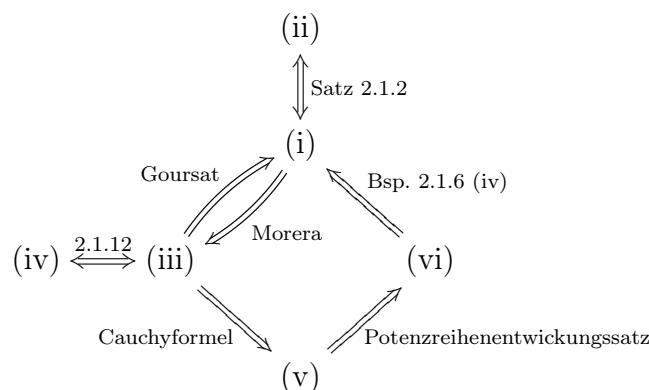 (ii)
Satz 2.1.2
(i)
Goursat
Bsp. 2.1.6 (iv)
Morera
(iv) 2.1.12 (iii)
(vi)
Cauchyformel
Potenzreihenentwickungssatz
(v)